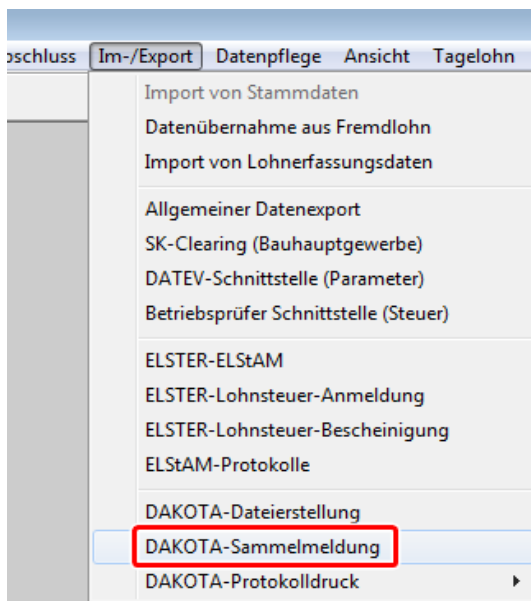 Im-/Export Datenpflege Ansicht Tagelohn
Import von Stammdaten
Datenübernahme aus Fremdlohn
Import von Lohnerfassungsdaten
Allgemeiner Datenexport
SK-Clearing (Bauhauptgewerbe)
DATEV-Schnittstelle (Parameter)
Betriebsprüfer Schnittstelle (Steuer)
ELSTER-ELStAM
ELSTER-Lohnsteuer-Anmeldung
ELSTER-Lohnsteuer-Bescheinigung
ELStAM-Protokolle
DAKOTA-Dateierstellung
DAKOTA-Sammelmeldung
DAKOTA-Protokolldruck